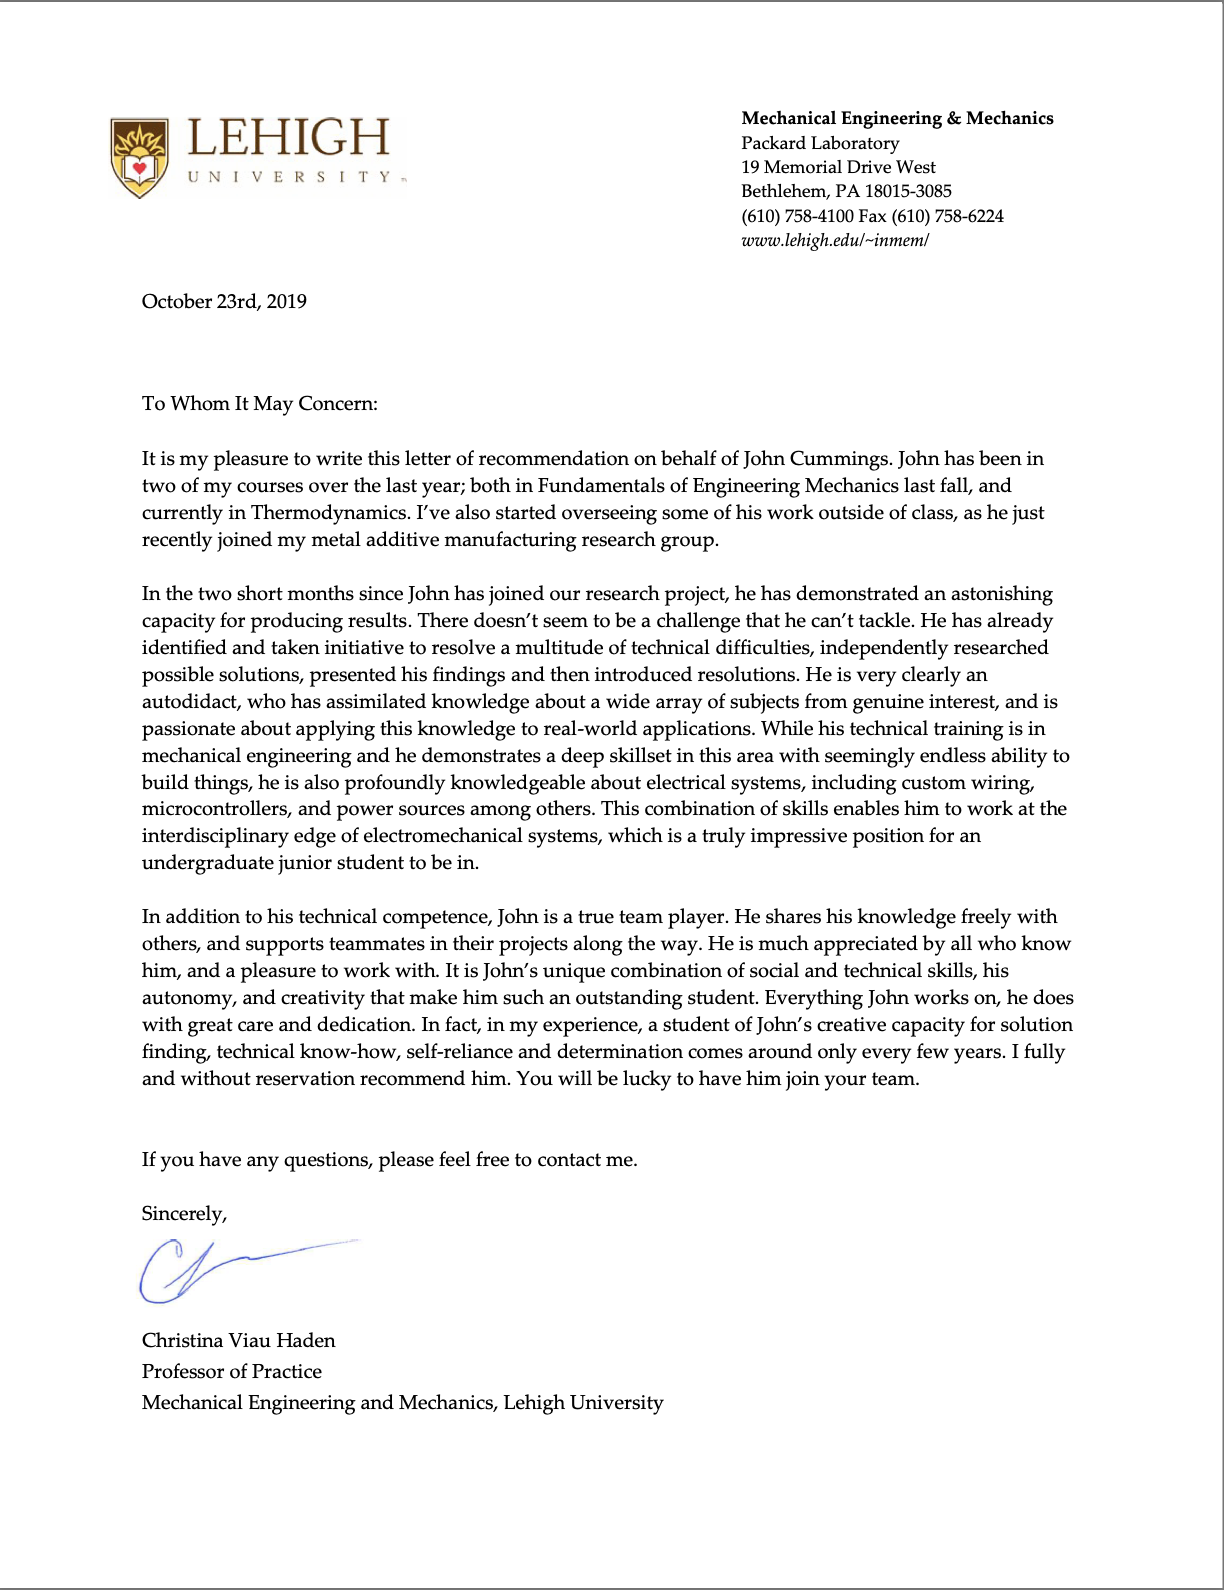 LEHIGH
UNIVERSITY
Mechanical Engineering & Mechanics
Packard Laboratory
19 Memorial Drive West
Bethlehem, PA 18015-3085
(610) 758-4100 Fax (610) 758-6224
www.lehigh.edu/~inmem/
October 23rd, 2019
To Whom It May Concern:
It is my pleasure to write this letter of recommendation on behalf of John Cummings. John has been in
two of my courses over the last year; both in Fundamentals of Engineering Mechanics last fall, and
currently in Thermodynamics. I’ve also started overseeing some of his work outside of class, as he just
recently joined my metal additive manufacturing research group.
In the two short months since John has joined our research project, he has demonstrated an astonishing
capacity for producing results. There doesn’t seem to be a challenge that he can’t tackle. He has already
identified and taken initiative to resolve a multitude of technical difficulties, independently researched
possible solutions, presented his findings and then introduced resolutions. He is very clearly an
autodidact, who has assimilated knowledge about a wide array of subjects from genuine interest, and is
passionate about applying this knowledge to real-world applications. While his technical training is in
mechanical engineering and he demonstrates a deep skillset in this area with seemingly endless ability to
build things, he is also profoundly knowledgeable about electrical systems, including custom wiring,
microcontrollers, and power sources among others. This combination of skills enables him to work at the
interdisciplinary edge of electromechanical systems, which is a truly impressive position for an
undergraduate junior student to be in.
In addition to his technical competence, John is a true team player. He shares his knowledge freely with
others, and supports teammates in their projects along the way. He is much appreciated by all who know
him, and a pleasure to work with. It is John’s unique combination of social and technical skills, his
autonomy, and creativity that make him such an outstanding student. Everything John works on, he does
with great care and dedication. In fact, in my experience, a student of John’s creative capacity for solution
finding, technical know-how, self-reliance and determination comes around only every few years. I fully
and without reservation recommend him. You will be lucky to have him join your team.
If you have any questions, please feel free to contact me.
Sincerely,
Christina Viau Haden
Professor of Practice
Mechanical Engineering and Mechanics, Lehigh University